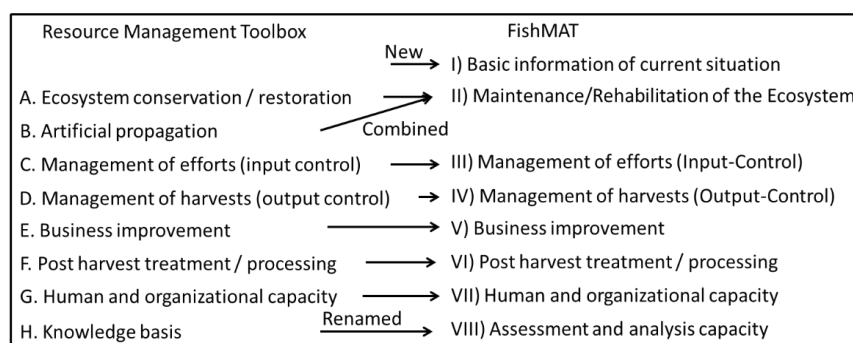 Resource Management Toolbox FishMAT
New
I) Basic information of current situation
A. Ecosystem conservation / restoration II) Maintenance/Rehabilitation of the Ecosystem
B. Artificial propagation Combined
C. Management of efforts (input control) III) Management of efforts (Input-Control)
D. Management of harvests (output control) IV) Management of harvests (Output-Control)
E. Business improvement V) Business improvement
F. Post harvest treatment / processing VI) Post harvest treatment / processing
G. Human and organizational capacity VII) Human and organizational capacity
H. Knowledge basis Renamed VIII) Assessment and analysis capacity